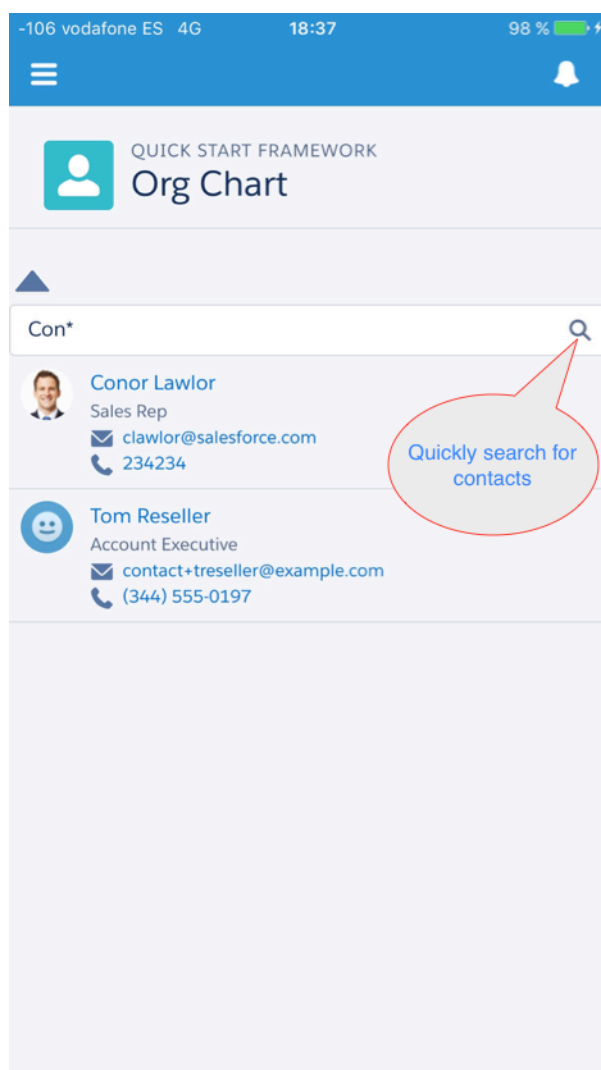 -106 vodafone ES 4G 18:37 98 %
QUICK START FRAMEWORK
Org Chart
Con*
Conor Lawlor
Sales Rep
clawlor@salesforce.com
234234
Quickly search for
contacts
Tom Reseller
Account Executive
contact+treseller@example.com
(344) 555-0197